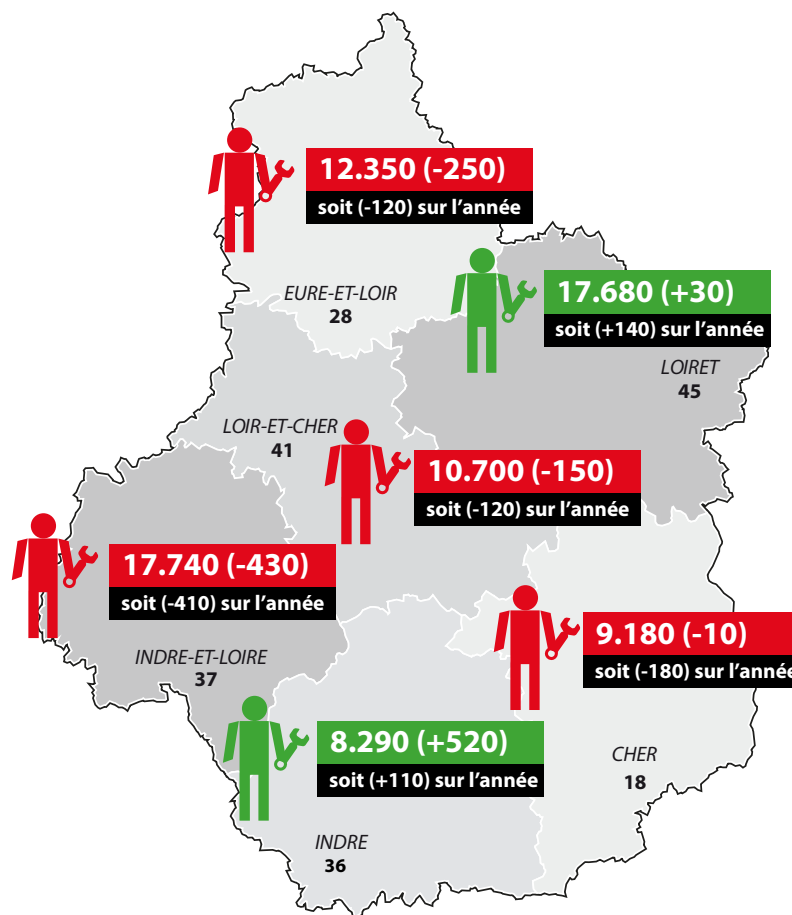 12.350 (-250)
soit (-120) sur l'année
EURE-ET-LOIR
28
17.680 (+30)
soit (+140) sur l'année
LOIRET
45
LOIR-ET-CHER
41
10.700 (-150)
soit (-120) sur l'année
17.740 (-430)
soit (-410) sur l'année
INDRE-ET-LOIRE
37
9.180 (-10)
soit (-180) sur l'année
8.290 (+520)
soit (+110) sur l'année
CHER
18
INDRE
36